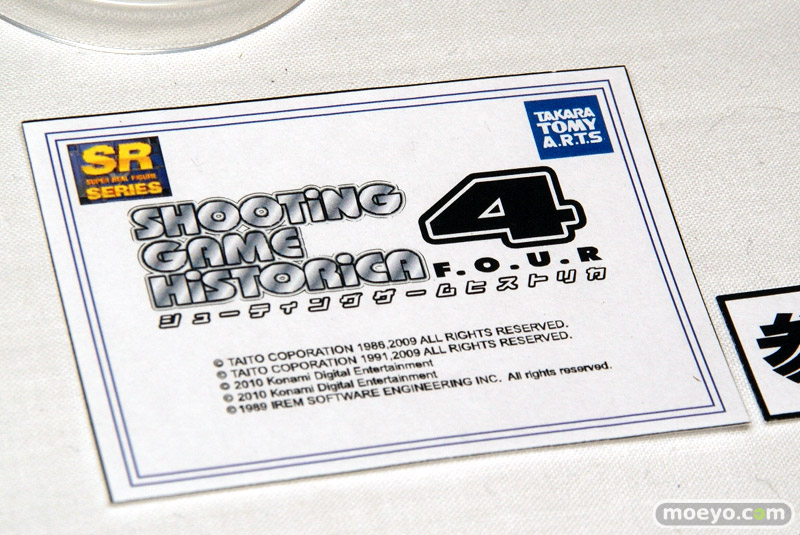 SR
SUPER REAL FIGURE
SERIES
TAKARA
TOMY
A.R.T.S
SHOOTiNG
GAME
HiSTORiCA
4
F.O.U.R
シューティングゲームヒストリカ
© TAITO COPORATION 1986,2009 ALL RIGHTS RESERVED.
© TAITO COPORATION 1991,2009 ALL RIGHTS RESERVED.
© 2010 Konami Digital Entertainment
© 2010 Konami Digital Entertainment
©1989 IREM SOFTWARE ENGINEERING INC. All rights reserved.
moeyo.com